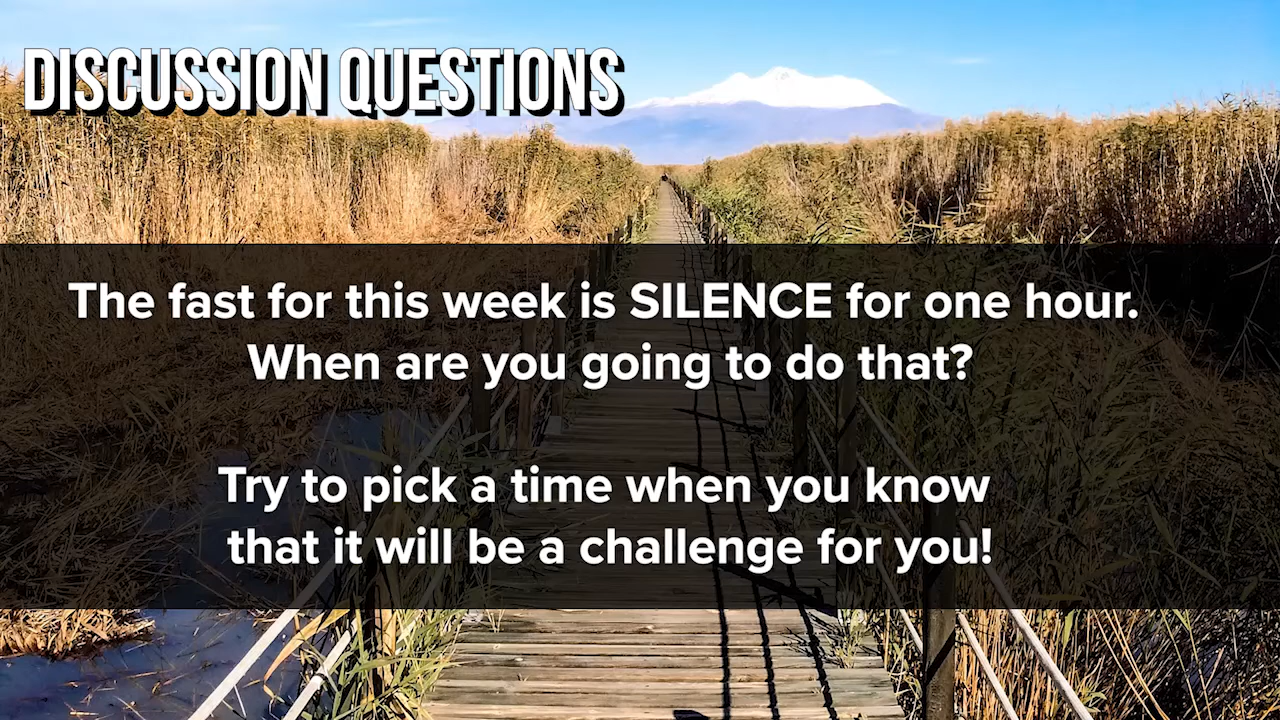 DISCUSSION QUESTIONS
The fast for this week is SILENCE for one hour.
When are you going to do that?
Try to pick a time when you know
that it will be a challenge for you!